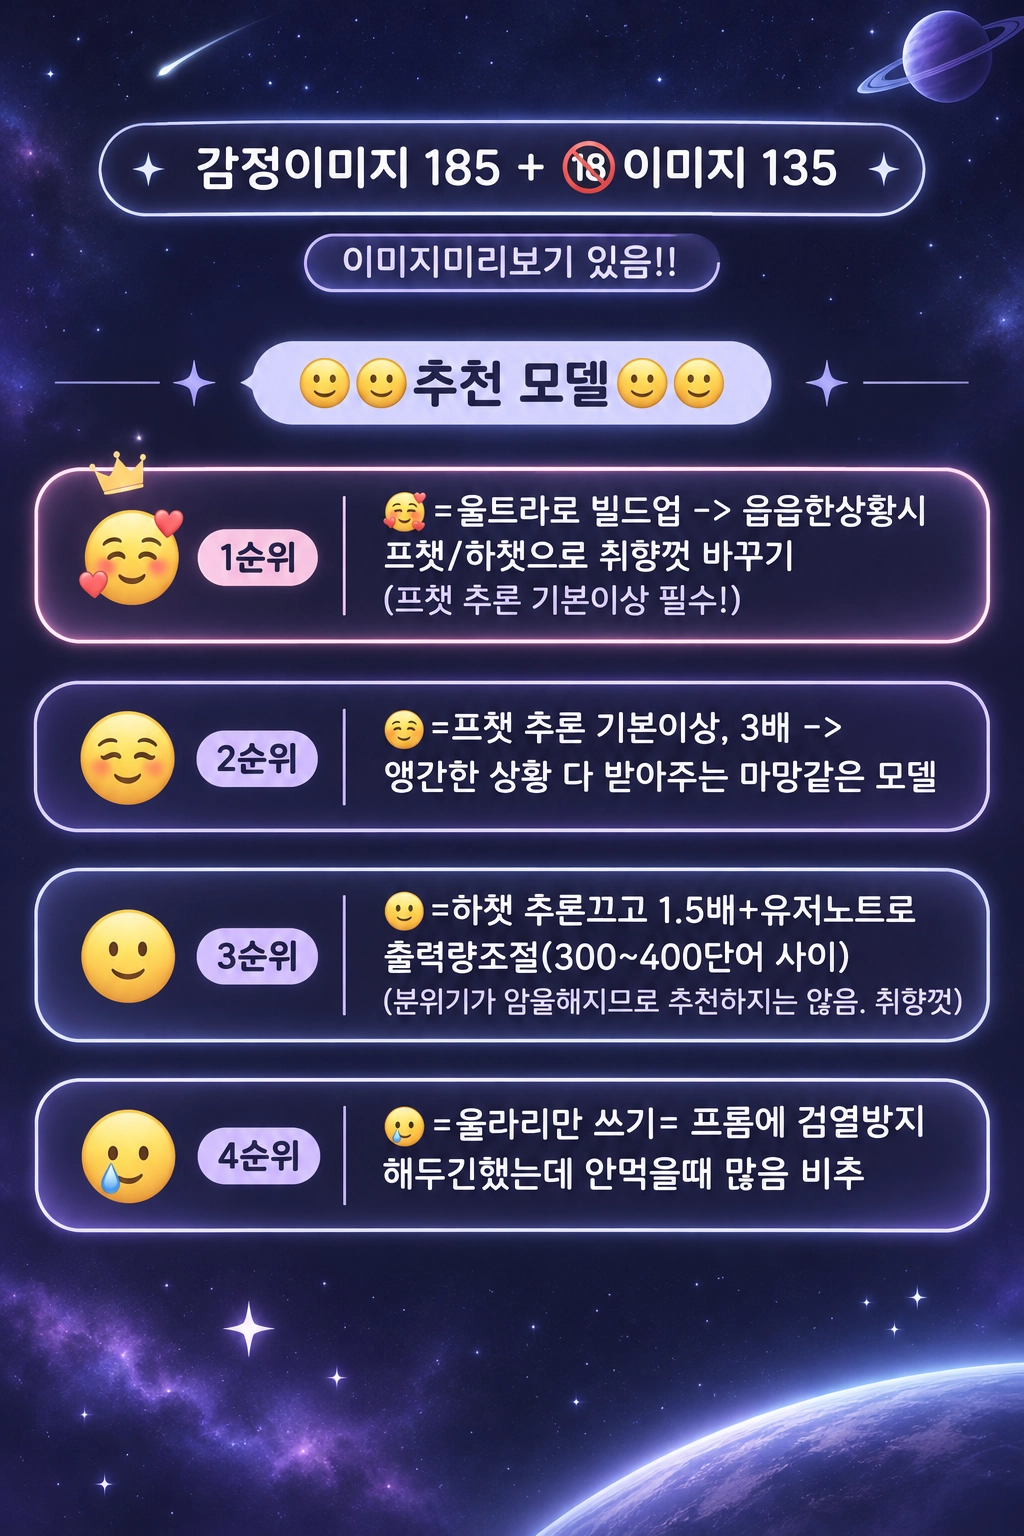 감정이미지 185 + 🔞이미지 135
이미지미리보기 있음!!
🙂🙂추천 모델🙂🙂
1순위
🥰=울트라로 빌드업 -> 읍읍한상황시
프챗/하챗으로 취향껏 바꾸기
(프챗 추론 기본이상 필수!)
2순위
☺️=프챗 추론 기본이상, 3배 ->
앵간한 상황 다 받아주는 마망같은 모델
3순위
🙂=하챗 추론끄고 1.5배+유저노트로
출력량조절(300~400단어 사이)
(분위기가 암울해지므로 추천하지는 않음. 취향껏)
4순위
🥲=울라리만 쓰기= 프롬에 검열방지
해두긴했는데 안먹을때 많음 비추